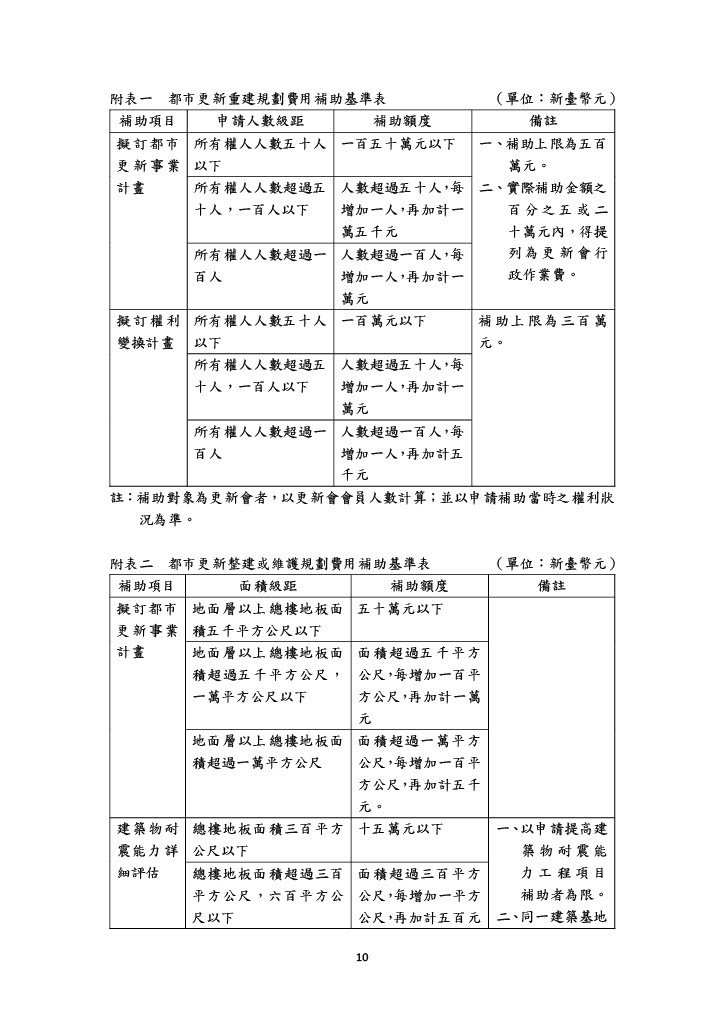 附表一　都市更新重建規劃費用補助基準表　（單位：新臺幣元）
補助項目　申請人數級距　補助額度　備註
擬訂都市
更新事業
計畫
所有權人人數五十人
以下
一百五十萬元以下
所有權人人數超過五
十人，一百人以下
人數超過五十人，每
增加一人，再加計一
萬五千元
所有權人人數超過一
百人
人數超過一百人，每
增加一人，再加計一
萬元
一、補助上限為五百
萬元。
二、實際補助金額之
百分之五或二
十萬元內，得提
列為更新會行
政作業費。
擬訂權利
變換計畫
所有權人人數五十人
以下
一百萬元以下
所有權人人數超過五
十人，一百人以下
人數超過五十人，每
增加一人，再加計一
萬元
所有權人人數超過一
百人
人數超過一百人，每
增加一人，再加計五
千元
補助上限為三百萬
元。
註：補助對象為更新會者，以更新會會員人數計算；並以申請補助當時之權利狀
況為準。
附表二　都市更新整建或維護規劃費用補助基準表　（單位：新臺幣元）
補助項目　面積級距　補助額度　備註
擬訂都市
更新事業
計畫
地面層以上總樓地板面
積五千平方公尺以下
五十萬元以下
地面層以上總樓地板面
積超過五千平方公尺，
一萬平方公尺以下
面積超過五千平方
公尺，每增加一百平
方公尺，再加計一萬
元
地面層以上總樓地板面
積超過一萬平方公尺
面積超過一萬平方
公尺，每增加一百平
方公尺，再加計五千
元。
建築物耐
震能力詳
細評估
總樓地板面積三百平方
公尺以下
十五萬元以下
總樓地板面積超過三百
平方公尺，六百平方公
尺以下
面積超過三百平方
公尺，每增加一平方
公尺，再加計五百元
一、以申請提高建
築物耐震能
力工程項目
補助者為限。
二、同一建築基地
10